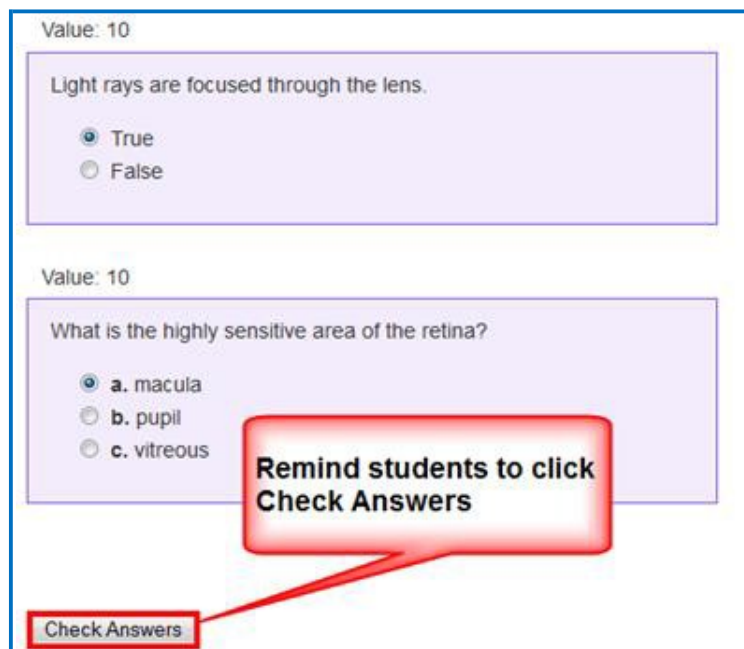 Value: 10
Light rays are focused through the lens.
True
False
Value: 10
What is the highly sensitive area of the retina?
a. macula
b. pupil
c. vitreous
Remind students to click
Check Answers
Check Answers